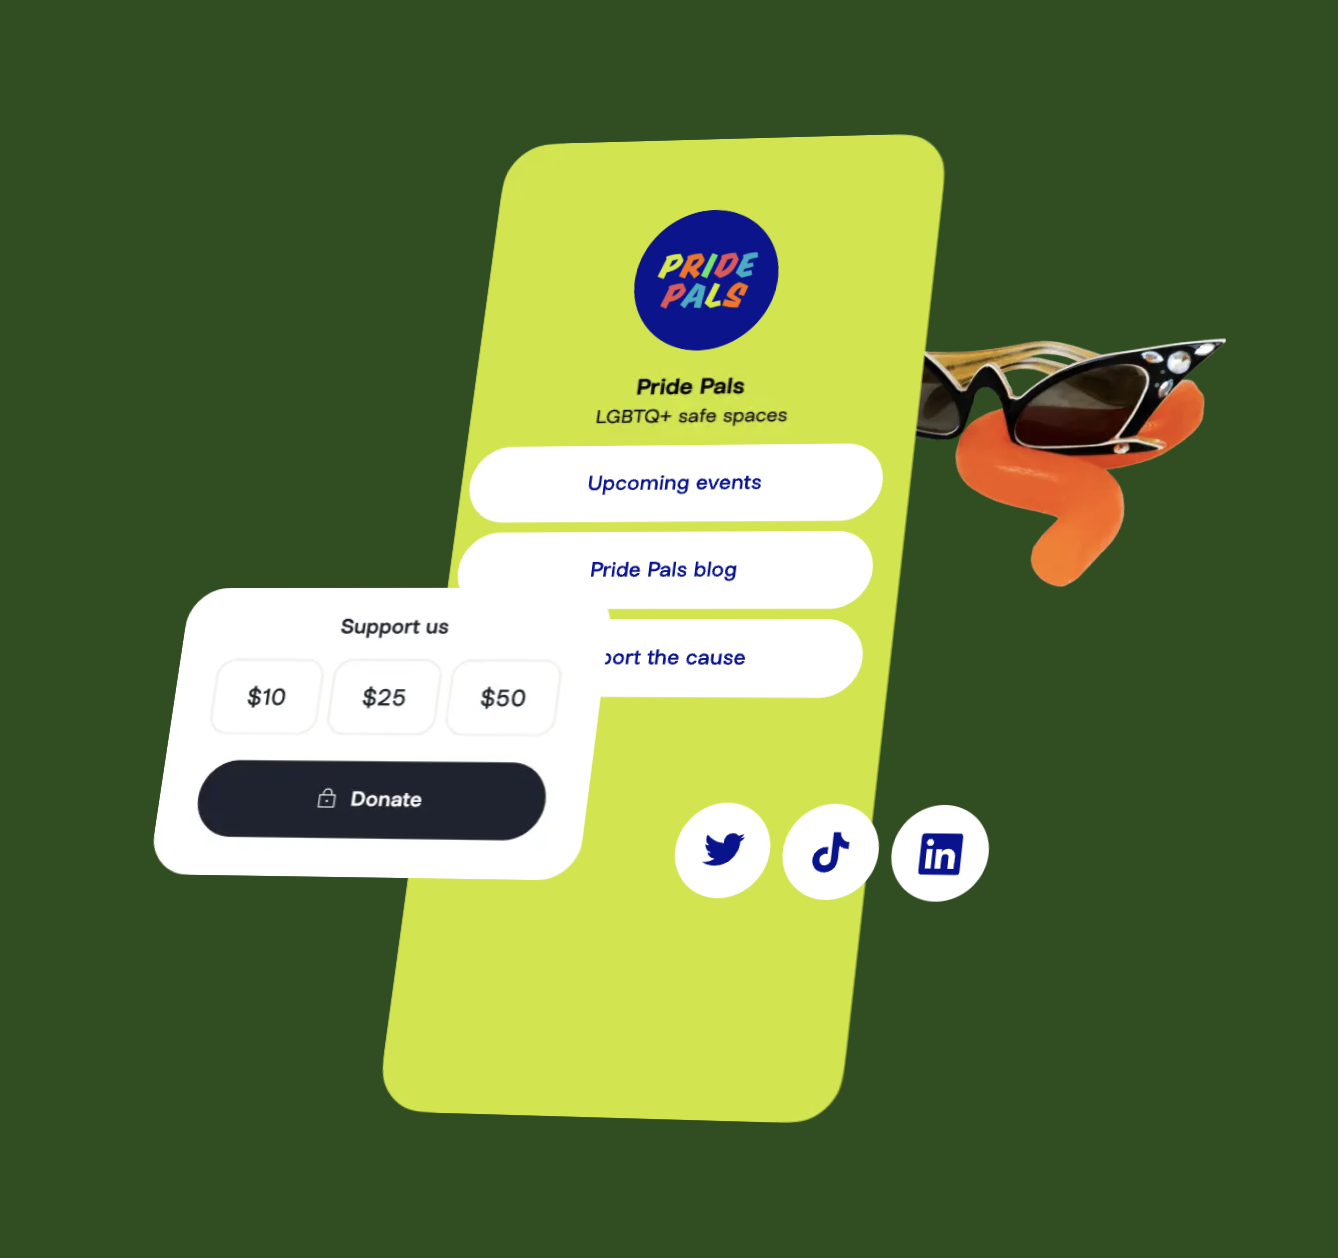 PRIDE
PALS
Pride Pals
LGBTQ+ safe spaces
Upcoming events
Pride Pals blog
port the cause
Support us
$10 $25 $50
Donate
in